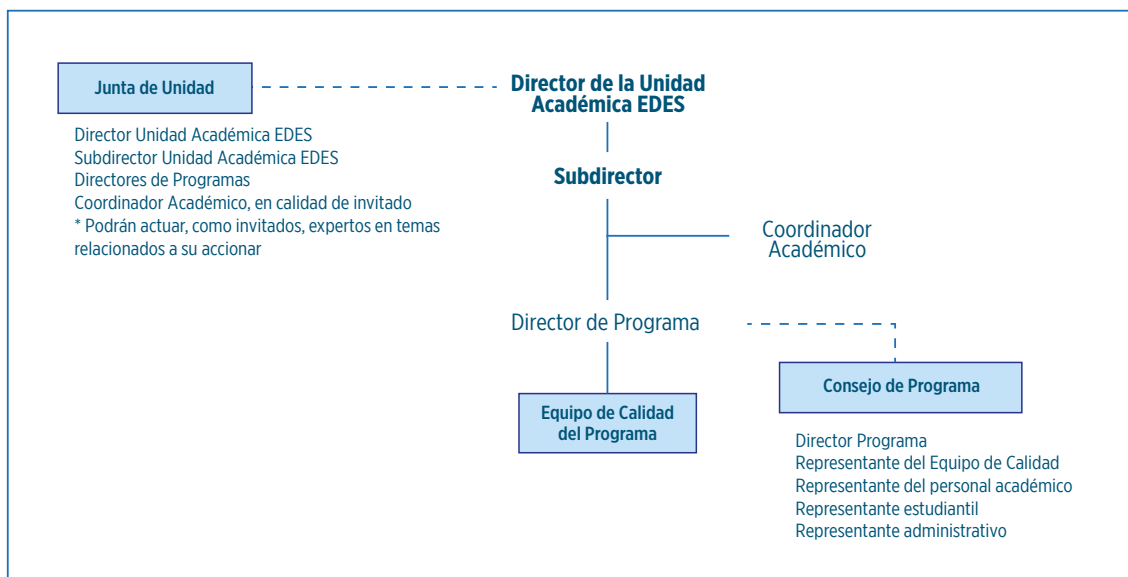 Junta de Unidad
Director de la Unidad
Académica EDES
Director Unidad Académica EDES
Subdirector Unidad Académica EDES
Directores de Programas
Coordinador Académico, en calidad de invitado
* Podrán actuar, como invitados, expertos en temas
relacionados a su accionar
Subdirector
Coordinador
Académico
Director de Programa
Equipo de Calidad
del Programa
Consejo de Programa
Director Programa
Representante del Equipo de Calidad
Representante del personal académico
Representante estudiantil
Representante administrativo